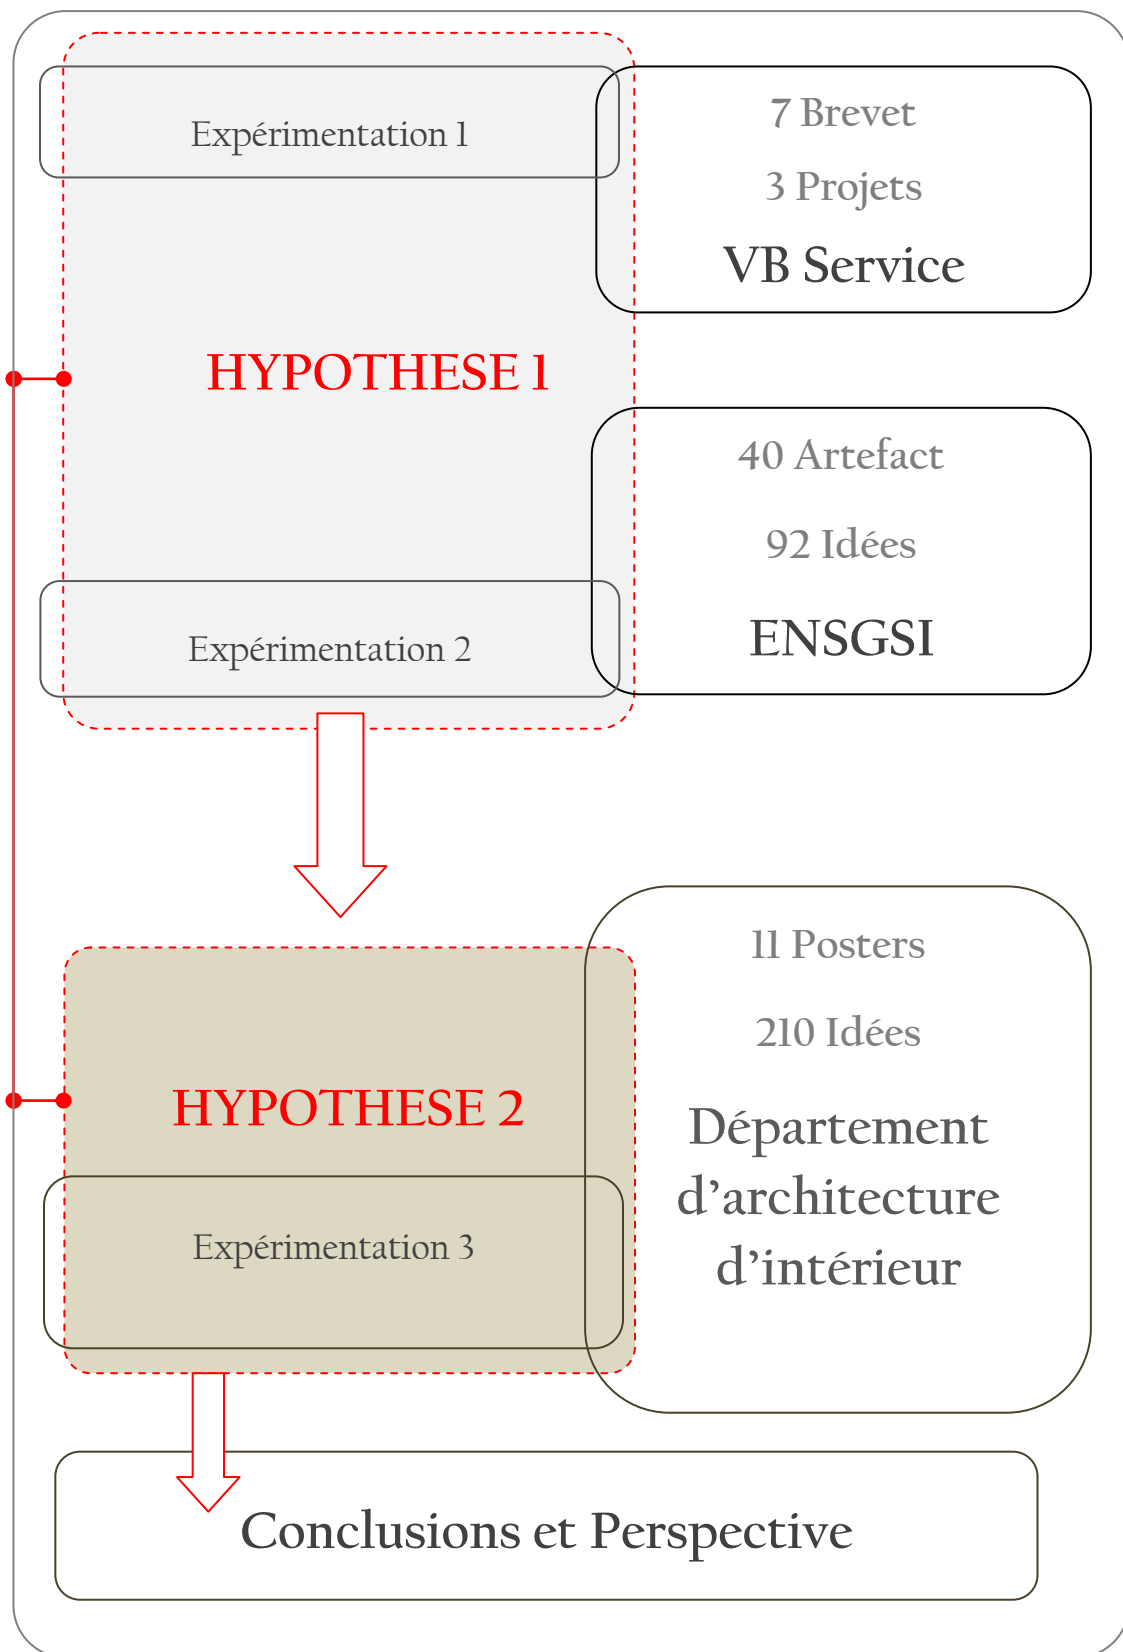 Expérimentation 1
7 Brevet
3 Projets
VB Service
HYPOTHESE 1
40 Artefact
92 Idées
ENSGSI
Expérimentation 2
11 Posters
210 Idées
HYPOTHESE 2
Département
d’architecture
d’intérieur
Expérimentation 3
Conclusions et Perspective